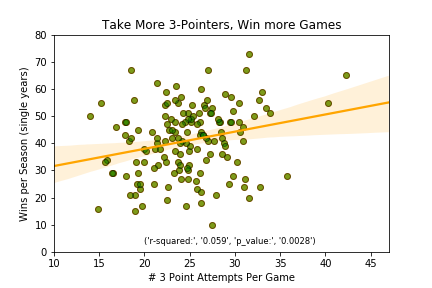 Take More 3-Pointers, Win more Games
80
70
60
50
40
30
20
10
0
Wins per Season (single years)
('r-squared:', '0.059', 'p_value:', '0.0028')
10 15 20 25 30 35 40 45
# 3 Point Attempts Per Game